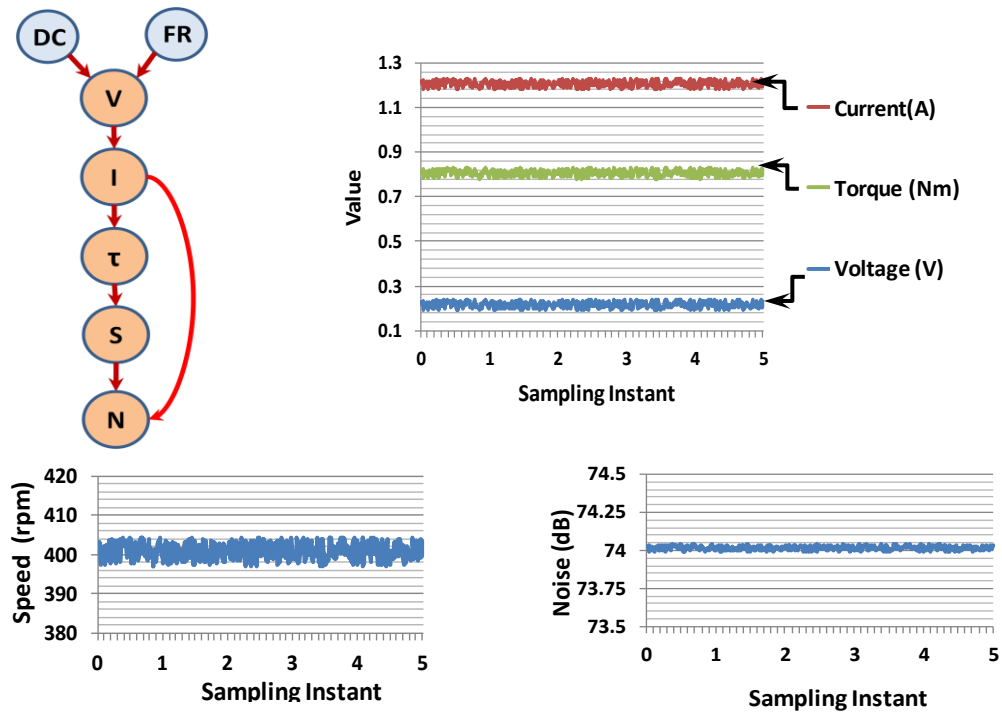 DC
FR
V
I
τ
S
N
1.3
1.1
0.9
0.7
0.5
0.3
0.1
Value
0 1 2 3 4 5
Sampling Instant
Current(A)
Torque (Nm)
Voltage (V)
420
410
400
390
380
Speed (rpm)
0 1 2 3 4 5
Sampling Instant
74.5
74.25
74
73.75
73.5
Noise (dB)
0 1 2 3 4 5
Sampling Instant